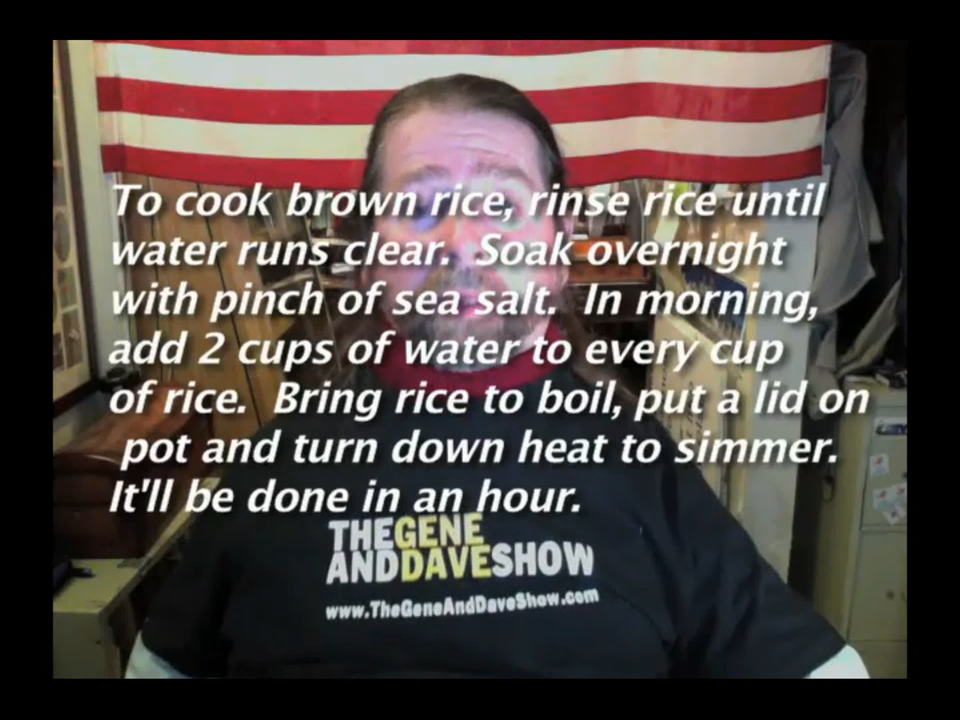 To cook brown rice, rinse rice until
water runs clear.  Soak overnight
with pinch of sea salt.  In morning,
add 2 cups of water to every cup
of rice.  Bring rice to boil, put a lid on
pot and turn down heat to simmer.
It'll be done in an hour.
THEGENE
ANDDAVESHOW
www.TheGeneAndDaveShow.com